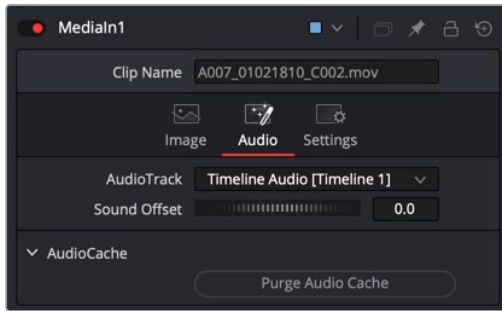 MediaIn1
Clip Name A007_01021810_C002.mov
Image Audio Settings
AudioTrack Timeline Audio [Timeline 1]
Sound Offset 0.0
AudioCache
Purge Audio Cache